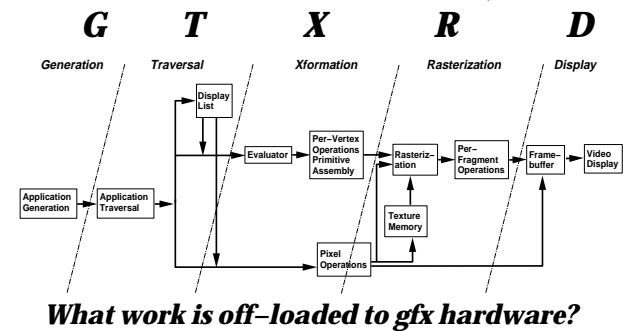 G T X R D
Generation Traversal Xformation Rasterization Display
Display
List
Evaluator
Per–Vertex
Operations
Primitive
Assembly
Rasteriz–
ation
Per–
Fragment
Operations
Frame–
buffer
Video
Display
Application
Generation
Application
Traversal
Texture
Memory
Pixel
Operations
What work is off–loaded to gfx hardware?